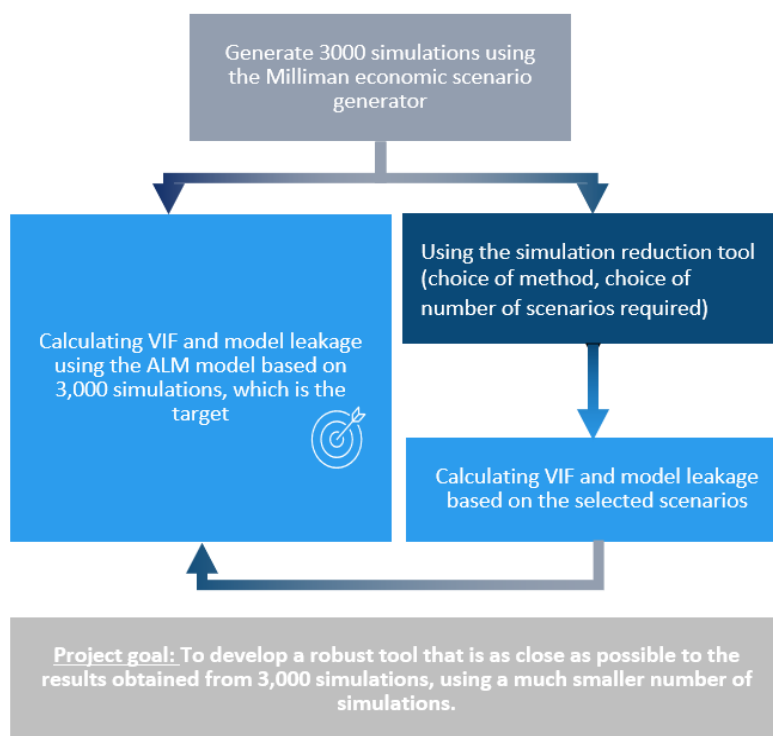 Generate 3000 simulations using
the Milliman economic scenario
generator
Calculating VIF and model leakage
using the ALM model based on
3,000 simulations, which is the
target
Using the simulation reduction tool
(choice of method, choice of
number of scenarios required)
Calculating VIF and model leakage
based on the selected scenarios
Project goal: To develop a robust tool that is as close as possible to the
results obtained from 3,000 simulations, using a much smaller number of
simulations.